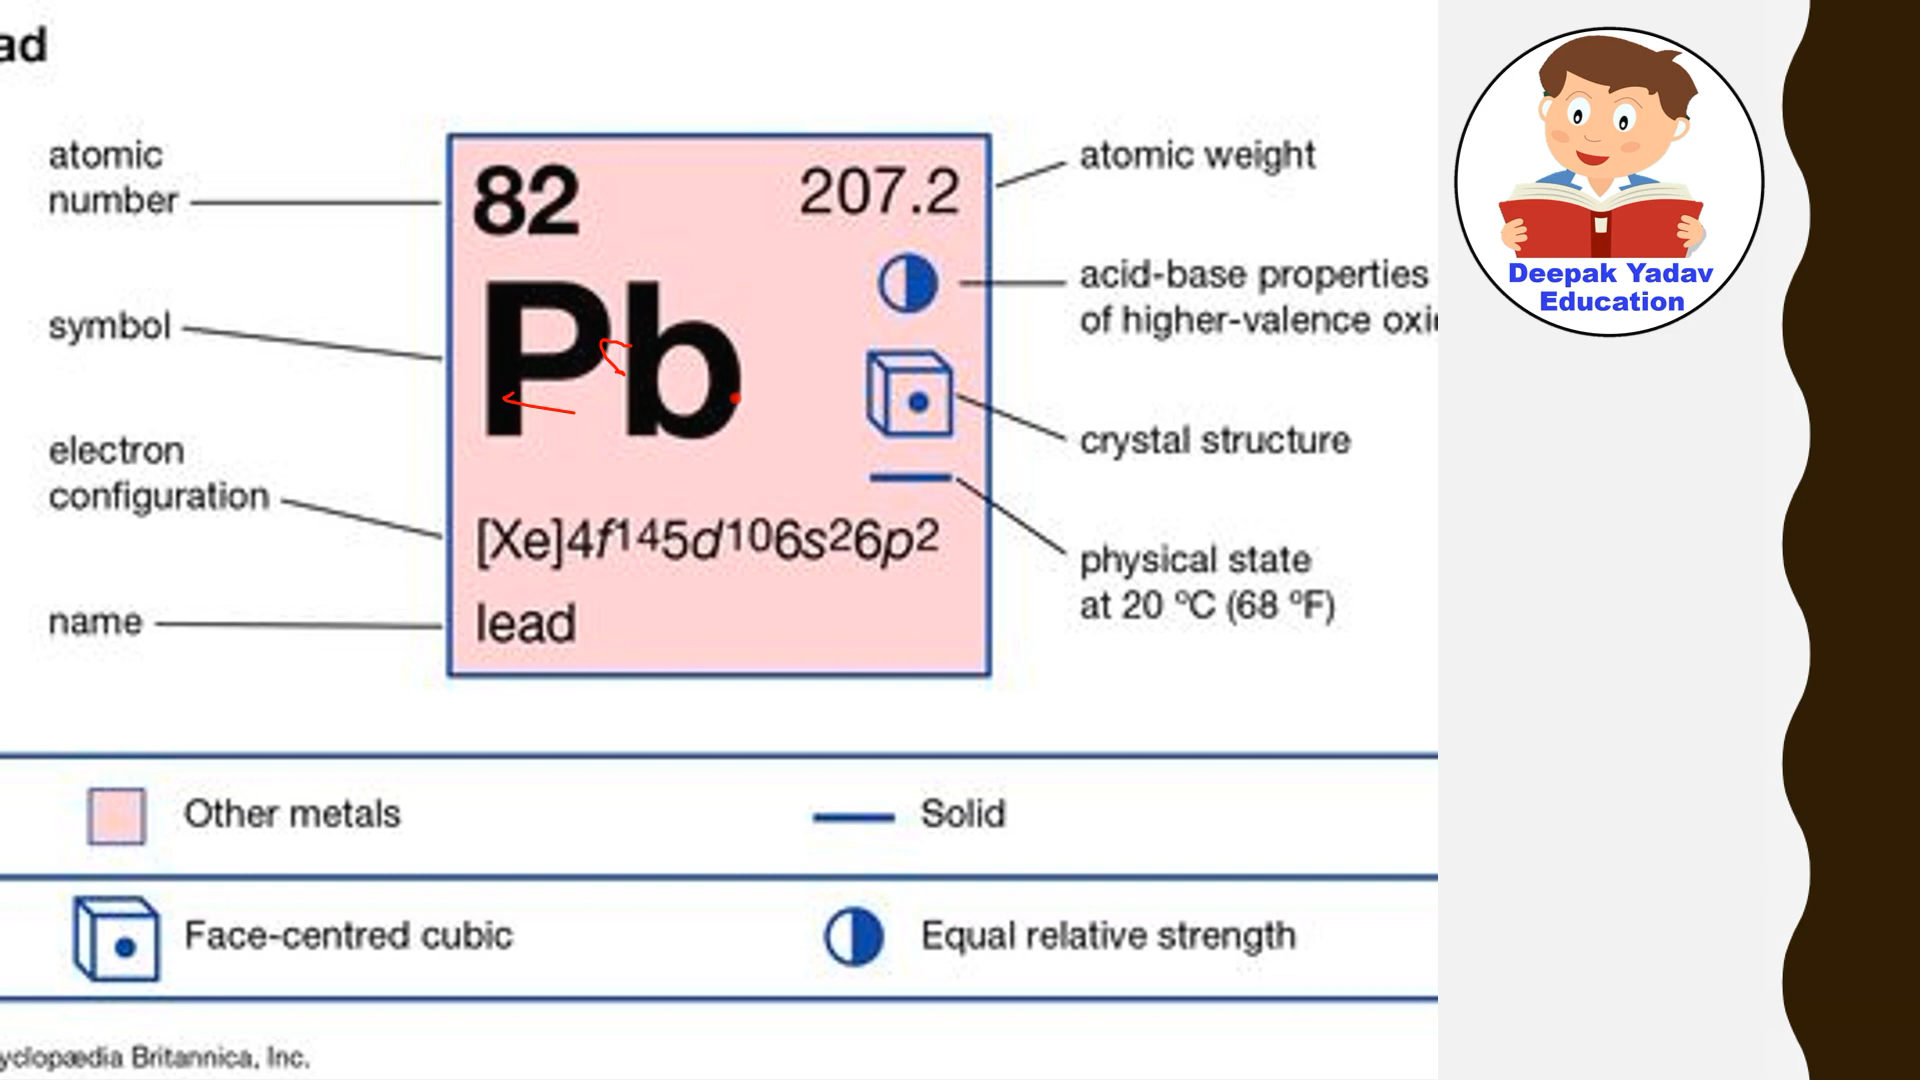 ad
atomic
number
82
207.2
atomic weight
symbol
Pb
acid-base properties
of higher-valence
crystal structure
electron
configuration
[Xe]4f¹⁴5d¹⁰6s²6p²
physical state
at 20 ºC (68 ºF)
name
lead
Other metals
Solid
Face-centred cubic
Equal relative strength
yclopædia Britannica, Inc.
Deepak Yadav
Education